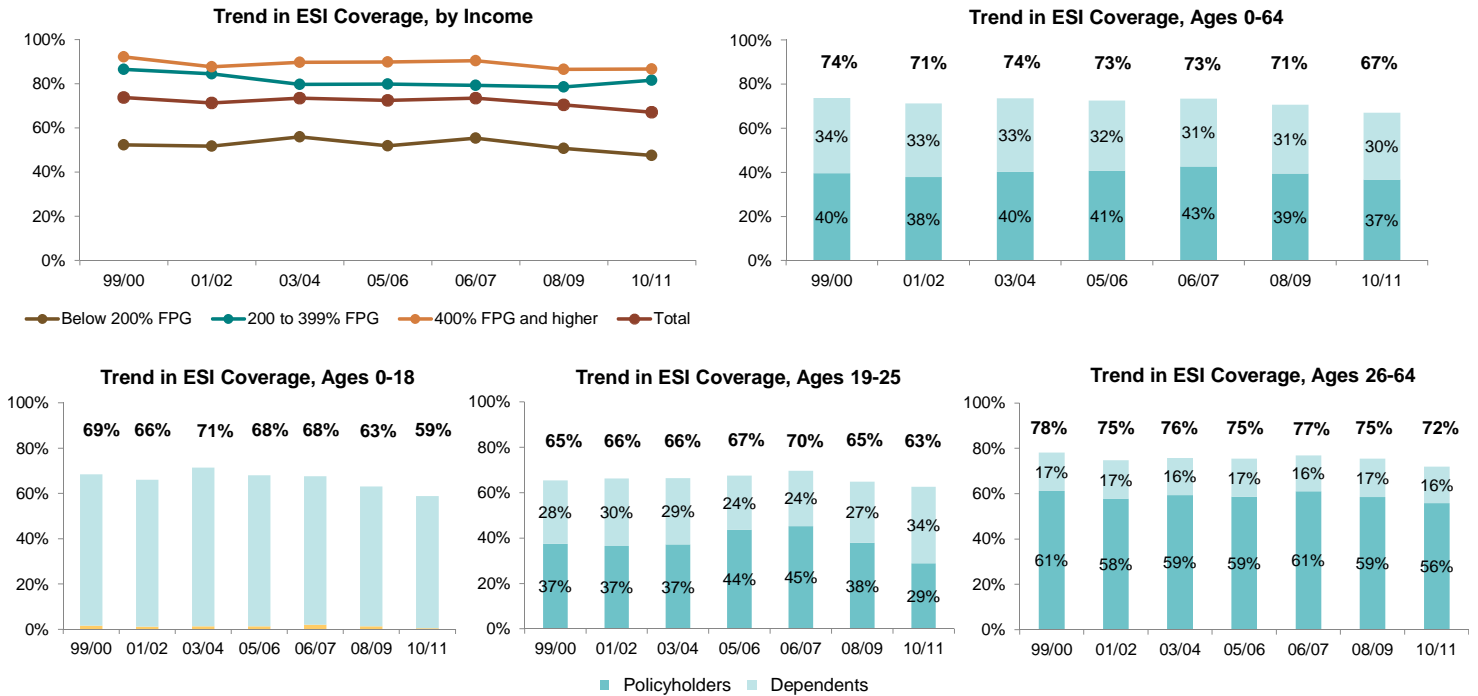 Trend in ESI Coverage, by Income
100%
80%
60%
40%
20%
0%
99/00 01/02 03/04 05/06 06/07 08/09 10/11
Below 200% FPG 200 to 399% FPG 400% FPG and higher Total
Trend in ESI Coverage, Ages 0-64
100%
80%
60%
40%
20%
0%
74% 71% 74% 73% 73% 71% 67%
34% 33% 33% 32% 31% 31% 30%
40% 38% 40% 41% 43% 39% 37%
99/00 01/02 03/04 05/06 06/07 08/09 10/11
Trend in ESI Coverage, Ages 0-18
100%
80%
60%
40%
20%
0%
69% 66% 71% 68% 68% 63% 59%
99/00 01/02 03/04 05/06 06/07 08/09 10/11
Trend in ESI Coverage, Ages 19-25
100%
80%
60%
40%
20%
0%
65% 66% 66% 67% 70% 65% 63%
28% 30% 29% 24% 24% 27% 34%
37% 37% 37% 44% 45% 38% 29%
99/00 01/02 03/04 05/06 06/07 08/09 10/11
Trend in ESI Coverage, Ages 26-64
100%
80%
60%
40%
20%
0%
78% 75% 76% 75% 77% 75% 72%
17% 17% 16% 17% 16% 17% 16%
61% 58% 59% 59% 61% 59% 56%
99/00 01/02 03/04 05/06 06/07 08/09 10/11
Policyholders Dependents